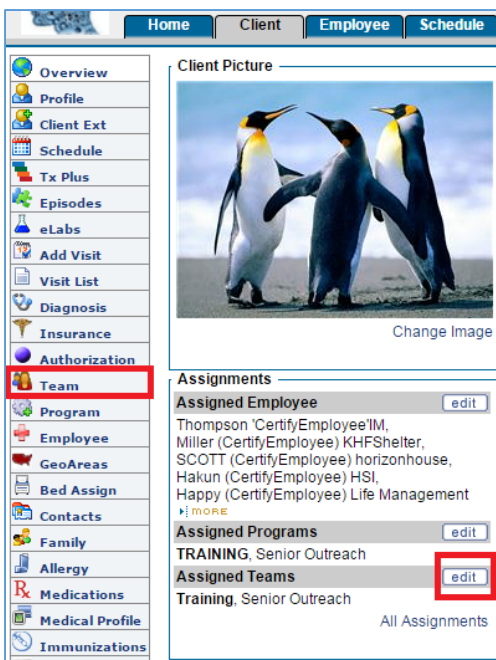 Home Client Employee Schedule
Overview
Profile
Client Ext
Schedule
Tx Plus
Episodes
eLabs
Add Visit
Visit List
Diagnosis
Insurance
Authorization
Team
Program
Employee
GeoAreas
Bed Assign
Contacts
Family
Allergy
Medications
Medical Profile
Immunizations
Client Picture
Change Image
Assignments
Assigned Employee edit
Thompson 'CertifyEmployee'IM,
Miller (CertifyEmployee) KHFShelter,
SCOTT (CertifyEmployee) horizonhouse,
Hakun (CertifyEmployee) HSI,
Happy (CertifyEmployee) Life Management
MORE
Assigned Programs edit
TRAINING, Senior Outreach
Assigned Teams edit
Training, Senior Outreach
All Assignments